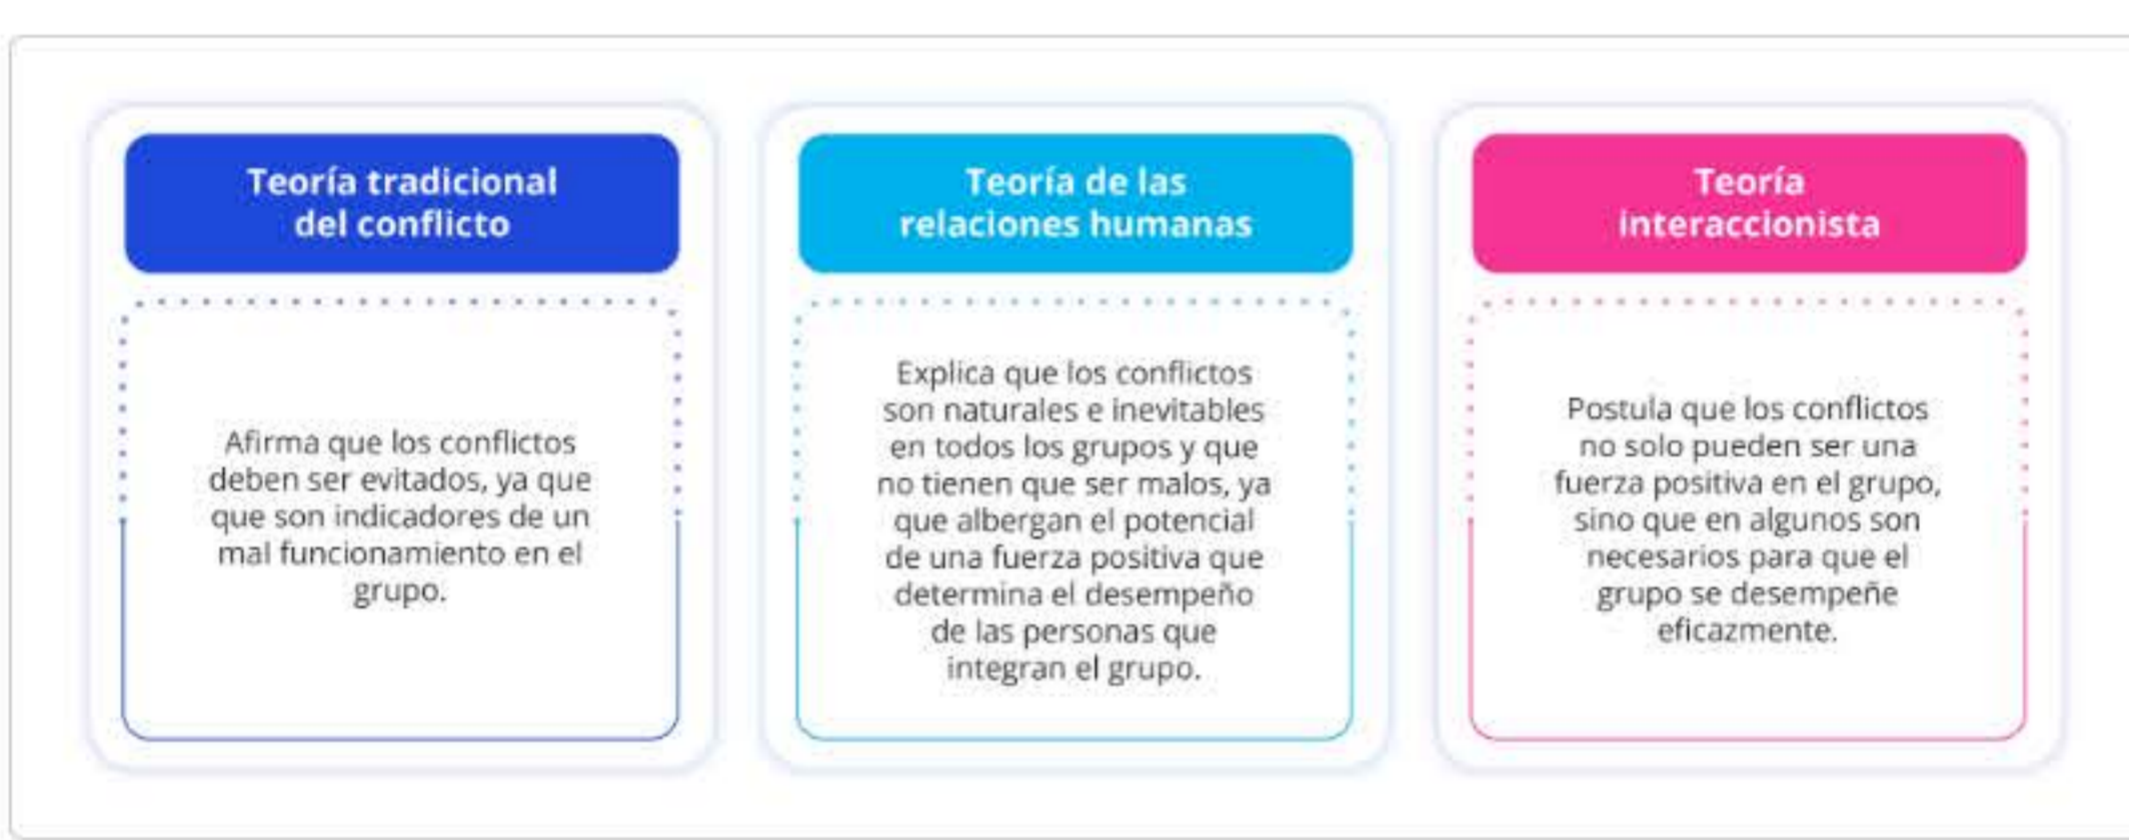 Teoría tradicional
del conflicto
Afirma que los conflictos
deben ser evitados, ya que
que son indicadores de un
mal funcionamiento en el
grupo.
Teoría de las
relaciones humanas
Explica que los conflictos
son naturales e inevitables
en todos los grupos y que
no tienen que ser malos, ya
que albergan el potencial
de una fuerza positiva que
determina el desempeño
de las personas que
integran el grupo.
Teoría
interaccionista
Postula que los conflictos
no solo pueden ser una
fuerza positiva en el grupo,
sino que en algunos son
necesarios para que el
grupo se desempeñe
eficazmente.